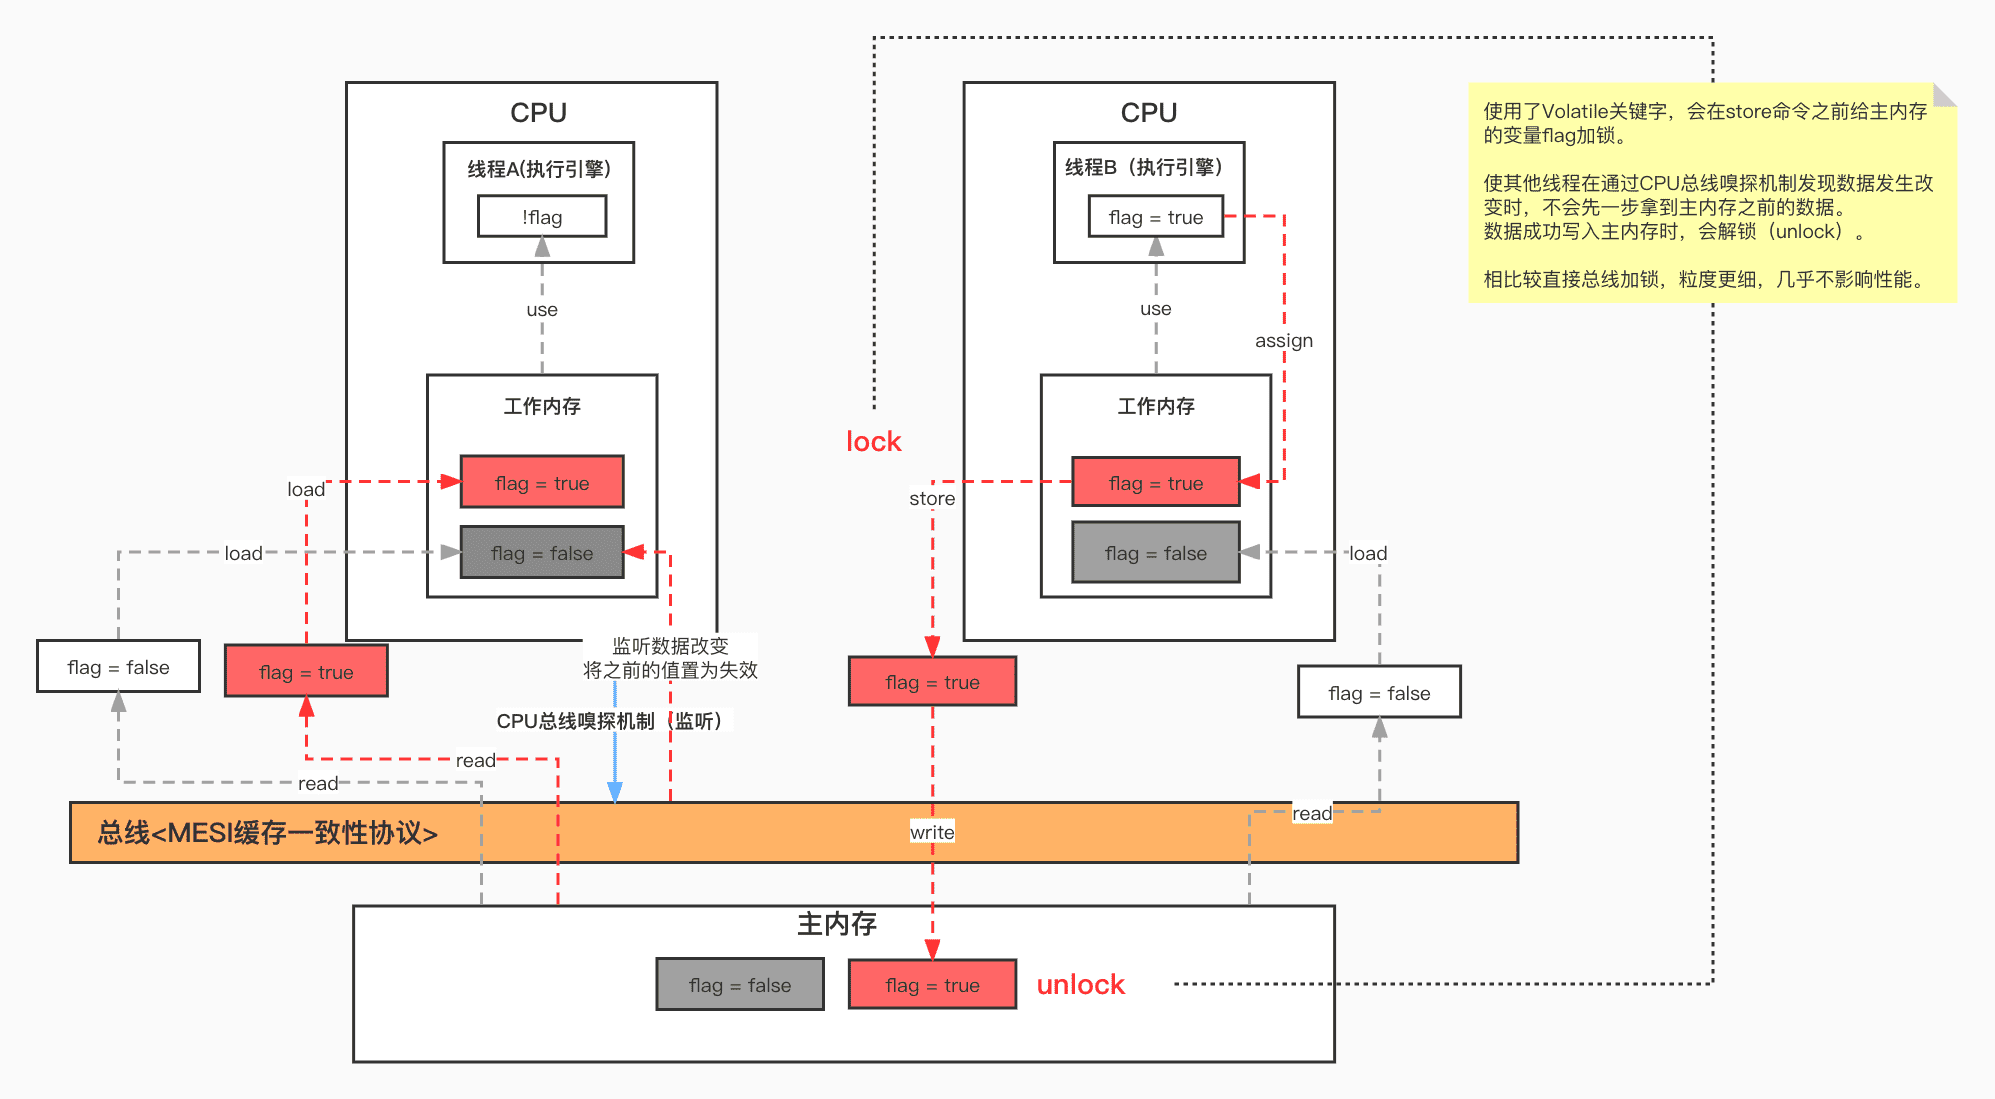 CPU
线程A(执行引擎)
!flag
use
工作内存
flag = true
flag = false
load
load
flag = false
flag = true
read
read
监听数据改变
将之前的值置为失效
CPU总线嗅探机制（监听）
CPU
线程B（执行引擎）
flag = true
use
assign
工作内存
flag = true
flag = false
lock
store
load
flag = true
flag = false
write
read
总线<MESI缓存一致性协议>
主内存
flag = false
flag = true
unlock
使用了Volatile关键字，会在store命令之前给主内存
的变量flag加锁。
使其他线程在通过CPU总线嗅探机制发现数据发生改
变时，不会先一步拿到主内存之前的数据。
数据成功写入主内存时，会解锁（unlock）。
相比较直接总线加锁，粒度更细，几乎不影响性能。